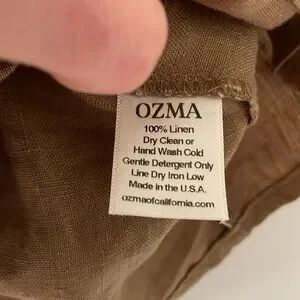 OZMA
100% Linen
Dry Clean or
Hand Wash Cold
Gentle Detergent Only
Line Dry Iron Low
Made in the U.S.A.
ozmaofcalifornia.com